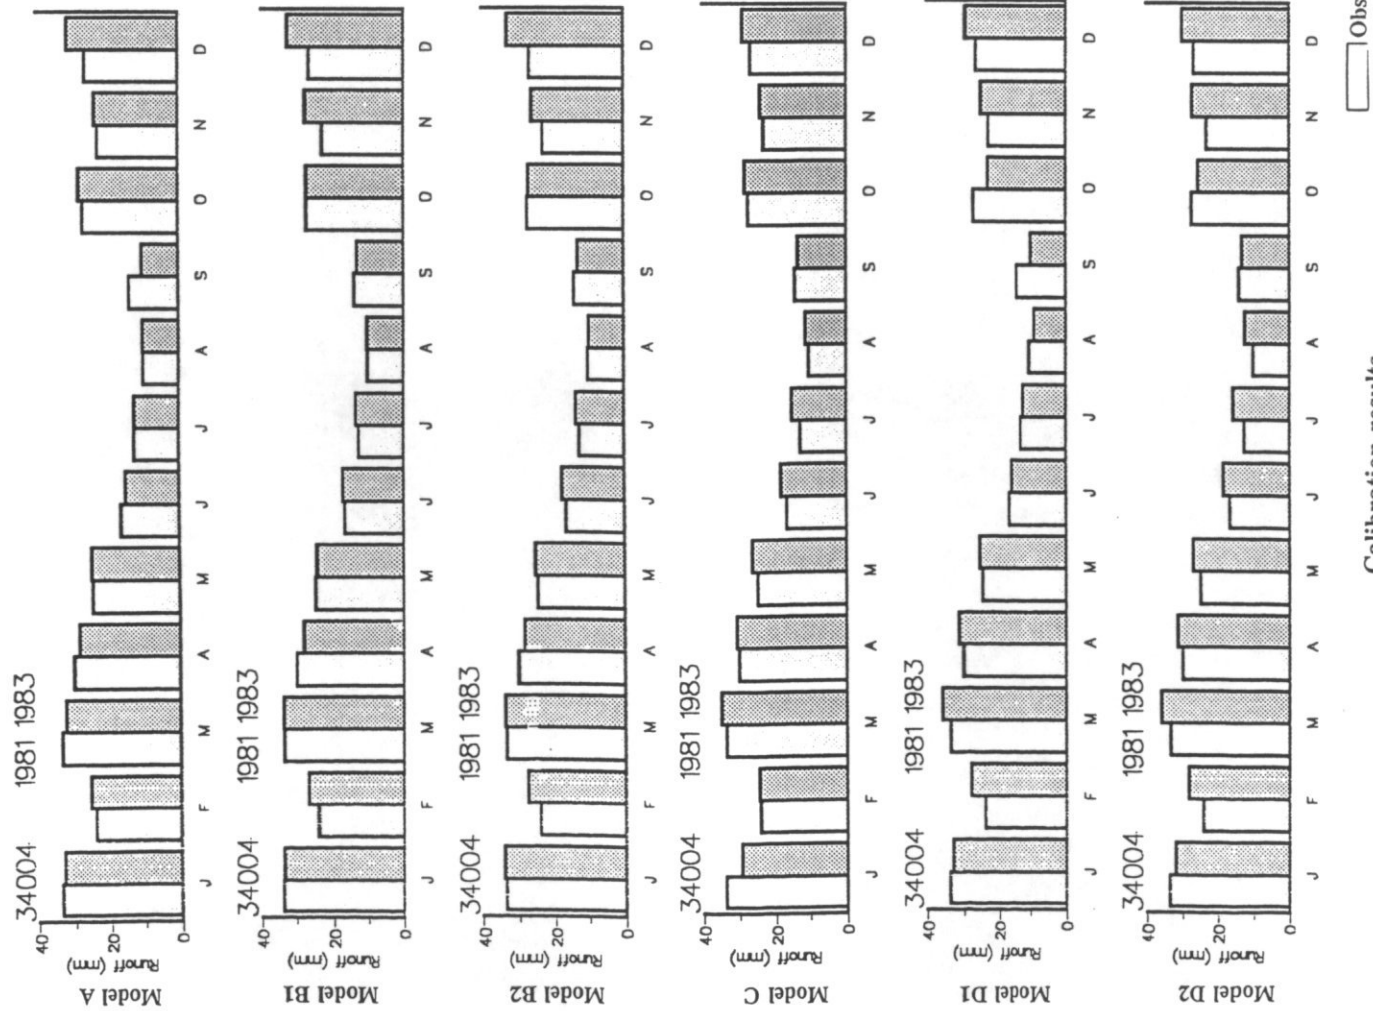 Model A
Runoff (mm)
40
20
0
34004 1981 1983
J F M A M J J A S O N D
Model B1
Runoff (mm)
40
20
0
34004 1981 1983
J F M A M J J A S O N D
Model B2
Runoff (mm)
40
20
0
34004 1981 1983
J F M A M J J A S O N D
Model C
Runoff (mm)
40
20
0
34004 1981 1983
J F M A M J J A S O N D
Model D1
Runoff (mm)
40
20
0
34004 1981 1983
J F M A M J J A S O N D
Model D2
Runoff (mm)
40
20
0
34004 1981 1983
J F M A M J J A S O N D
Obs
Calibration results